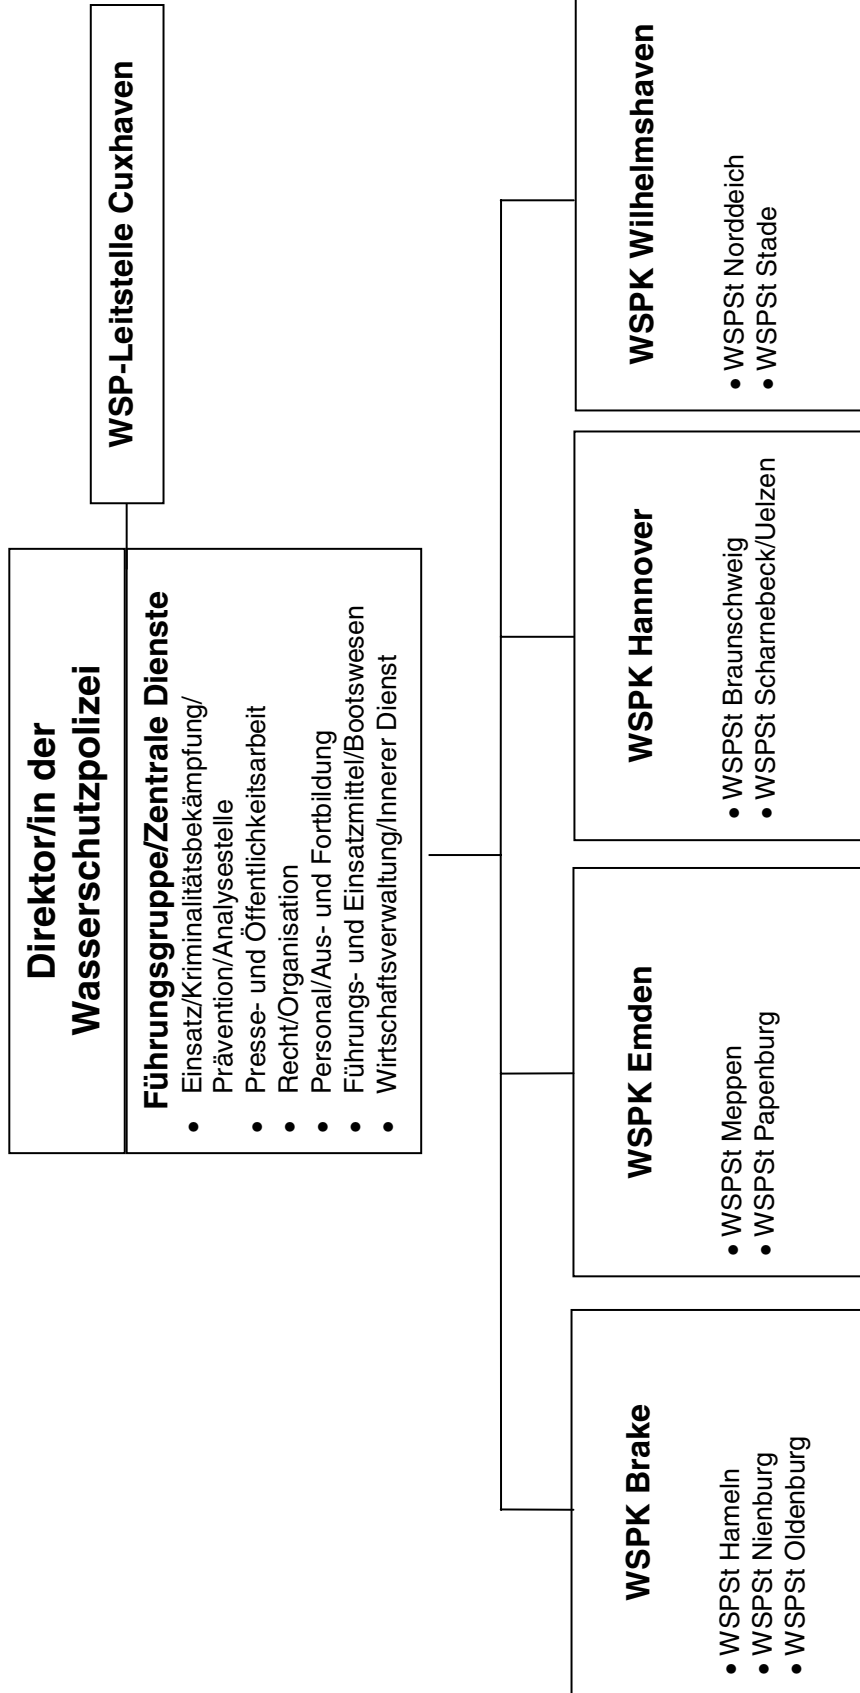 Direktor/in der
Wasserschutzpolizei
WSP-Leitstelle Cuxhaven
Führungsgruppe/Zentrale Dienste
• Einsatz/Kriminalitätsbekämpfung/
Prävention/Analysestelle
• Presse- und Öffentlichkeitsarbeit
• Recht/Organisation
• Personal/Aus- und Fortbildung
• Führungs- und Einsatzmittel/Bootswesen
• Wirtschaftsverwaltung/Innerer Dienst
WSPK Brake
• WSPSt Hameln
• WSPSt Nienburg
• WSPSt Oldenburg
WSPK Emden
• WSPSt Meppen
• WSPSt Papenburg
WSPK Hannover
• WSPSt Braunschweig
• WSPSt Scharnebeck/Uelzen
WSPK Wilhelmshaven
• WSPSt Norddeich
• WSPSt Stade